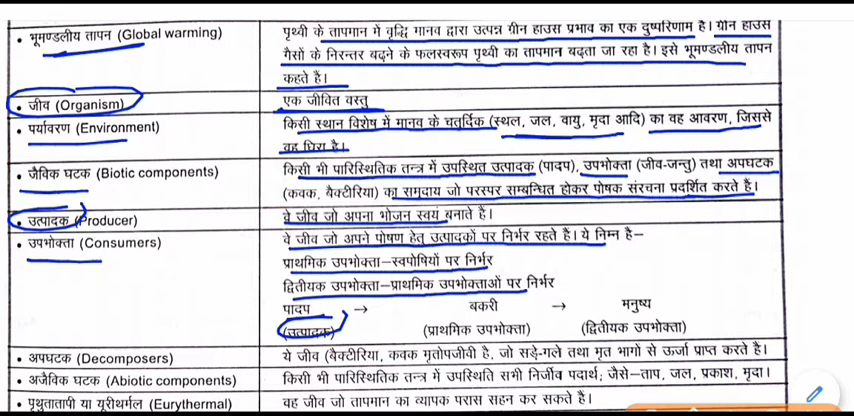 • भूमण्डलीय तापन (Global warming)
पृथ्वी के तापमान में वृद्धि मानव द्वारा उत्पन्न ग्रीन हाउस प्रभाव का एक दुष्परिणाम है। ग्रीन हाउस
गैसों के निरन्तर बढ़ने के फलस्वरूप पृथ्वी का तापमान बढ़ता जा रहा है। इसे भूमण्डलीय तापन
कहते हैं।
• जीव (Organism)
एक जीवित वस्तु
• पर्यावरण (Environment)
किसी स्थान विशेष में मानव के चतुर्दिक (स्थल, जल, वायु, मृदा आदि) का वह आवरण, जिससे
वह घिरा है।
• जैविक घटक (Biotic components)
किसी भी पारिस्थितिक तन्त्र में उपस्थित उत्पादक (पादप), उपभोक्ता (जीव-जन्तु) तथा अपघटक
(कवक, बैक्टीरिया) का समुदाय जो परस्पर सम्बन्धित होकर पोषक संरचना प्रदर्शित करते है।
• उत्पादक (Producer)
वे जीव जो अपना भोजन स्वयं बनाते है।
• उपभोक्ता (Consumers)
वे जीव जो अपने पोषण हेतु उत्पादकों पर निर्भर रहते हैं। ये निम्न है–
प्राथमिक उपभोक्ता–स्वपोषियों पर निर्भर
द्वितीयक उपभोक्ता–प्राथमिक उपभोक्ताओं पर निर्भर
पादप → बकरी → मनुष्य
(उत्पादक) (प्राथमिक उपभोक्ता) (द्वितीयक उपभोक्ता)
• अपघटक (Decomposers)
ये जीव (बैक्टीरिया, कवक मृतोपजीवी है, जो सड़े-गले तथा मृत भागों से ऊर्जा प्राप्त करते है।
• अजैविक घटक (Abiotic components)
किसी भी पारिस्थितिक तन्त्र में उपस्थिति सभी निर्जीव पदार्थ; जैसे–ताप, जल, प्रकाश, मृदा।
• पृथुतातापी या यूरीथर्मल (Eurythermal)
वह जीव जो तापमान का व्यापक परास सहन कर सकते हैं।